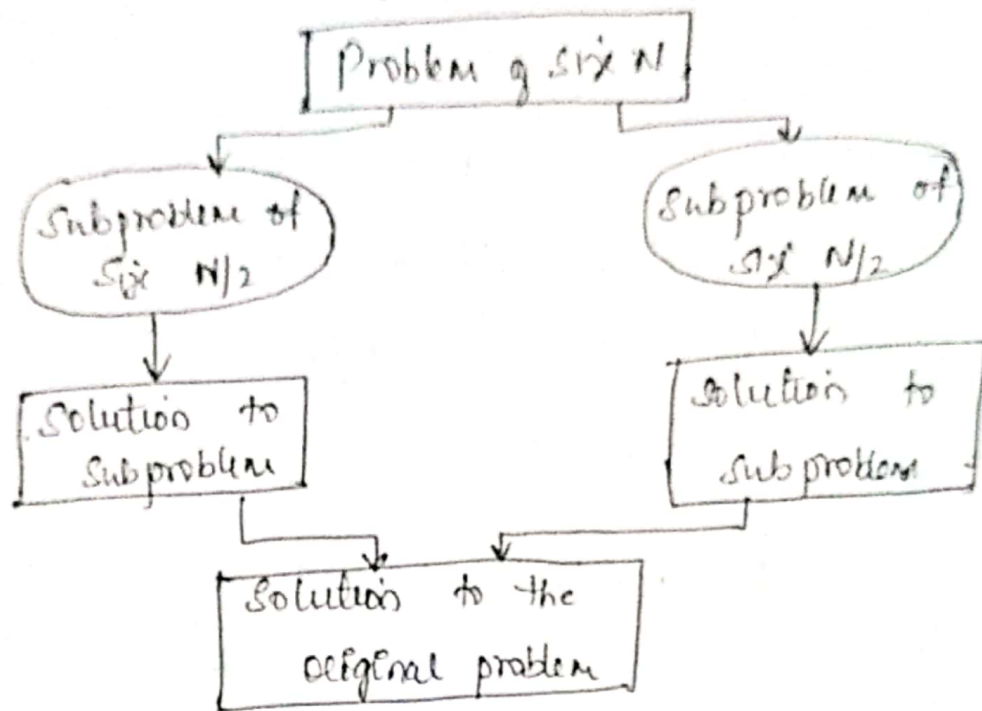 Problem of size N
Subproblem of
size N/2
Subproblem of
size N/2
Solution to
subproblem
Solution to
subproblem
Solution to the
original problem